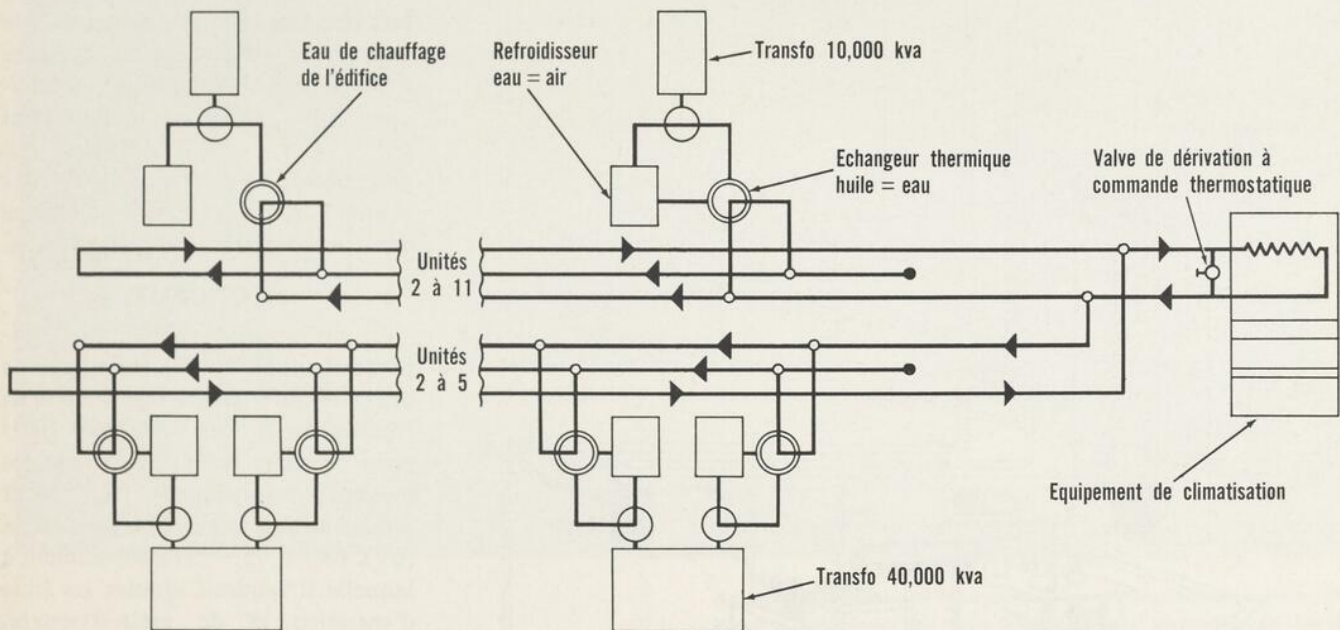 Eau de chauffage
de l'édifice
Refroidisseur
eau = air
Transfo 10,000 kva
Echangeur thermique
huile = eau
Valve de dérivation à
commande thermostatique
Unités
2 à 11
Unités
2 à 5
Equipement de climatisation
Transfo 40,000 kva